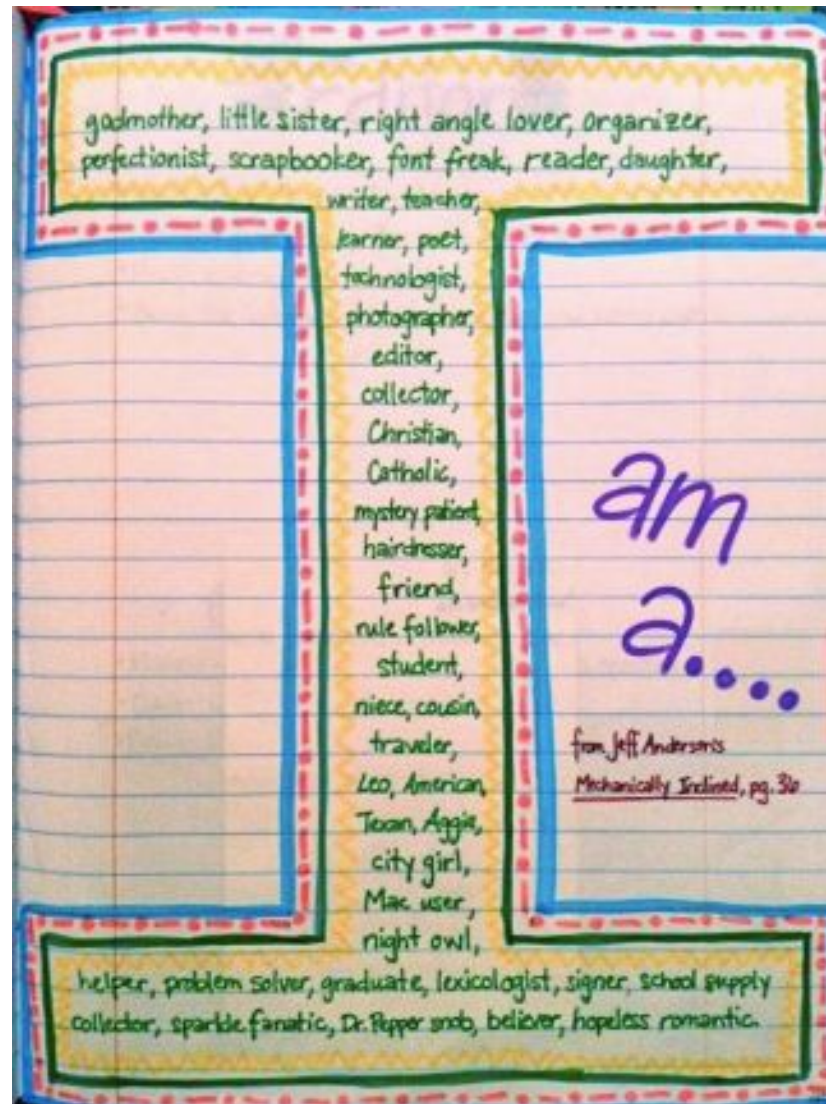 godmother, little sister, right angle lover, organizer,
perfectionist, scrapbooker, font freak, reader, daughter,
writer, teacher,
learner, poet,
technologist,
photographer,
editor,
collector,
Christian,
Catholic,
mystery patient,
hairdresser,
friend,
rule follower,
student,
niece, cousin,
traveler,
Leo, American,
Texan, Aggie,
city girl,
Mac user,
night owl,
helper, problem solver, graduate, lexicologist, signer, school supply
collector, sparkle fanatic, Dr. Pepper snob, believer, hopeless romantic.
am
a....
from Jeff Anderson's
Mechanically Inclined, pg. 36